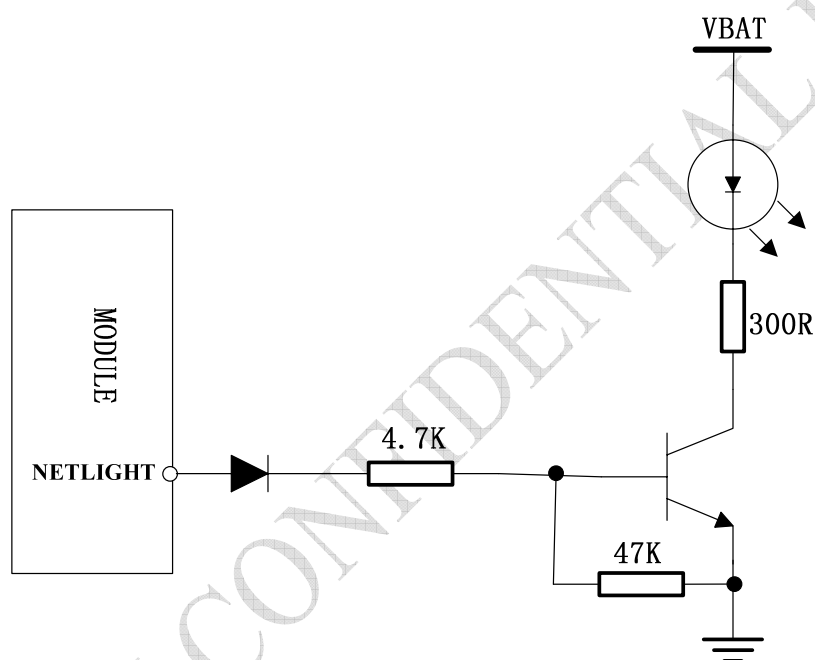 VBAT
300R
MODULE
NETLIGHT
4.7K
47K
CONFIDENTIAL